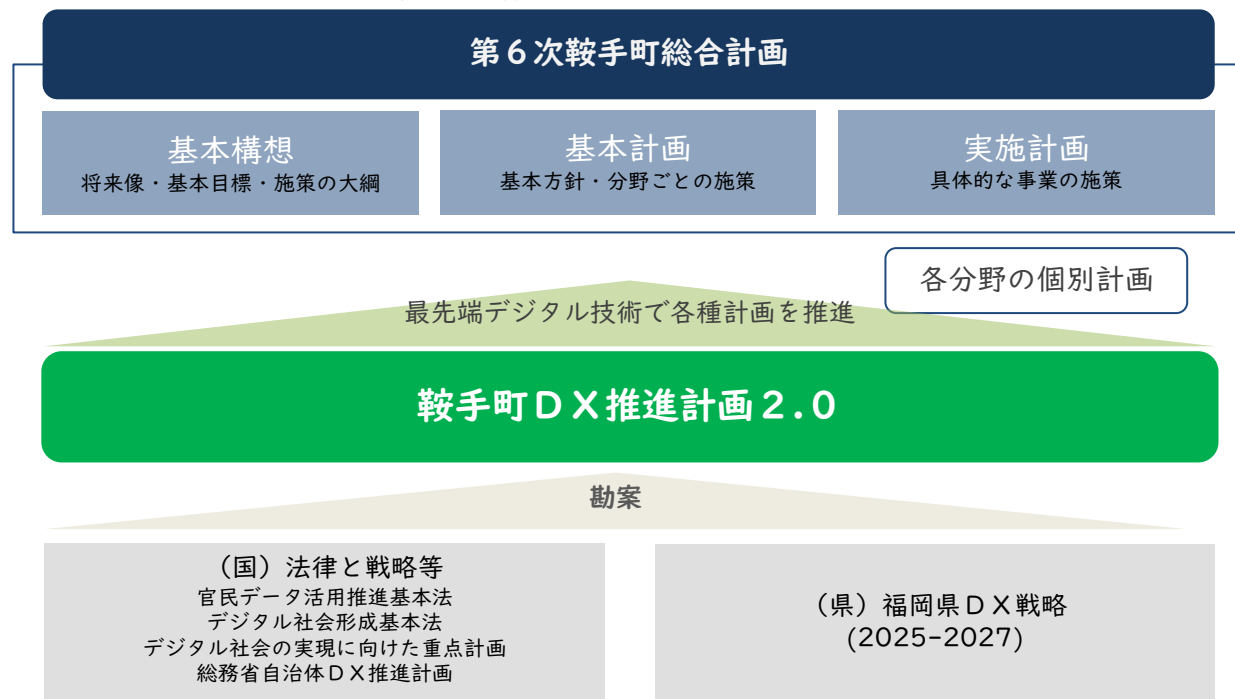 第６次鞍手町総合計画
基本構想
将来像・基本目標・施策の大綱
基本計画
基本方針・分野ごとの施策
実施計画
具体的な事業の施策
各分野の個別計画
最先端デジタル技術で各種計画を推進
鞍手町ＤＸ推進計画２.０
勘案
（国）法律と戦略等
官民データ活用推進基本法
デジタル社会形成基本法
デジタル社会の実現に向けた重点計画
総務省自治体ＤＸ推進計画
（県）福岡県ＤＸ戦略
(2025-2027)